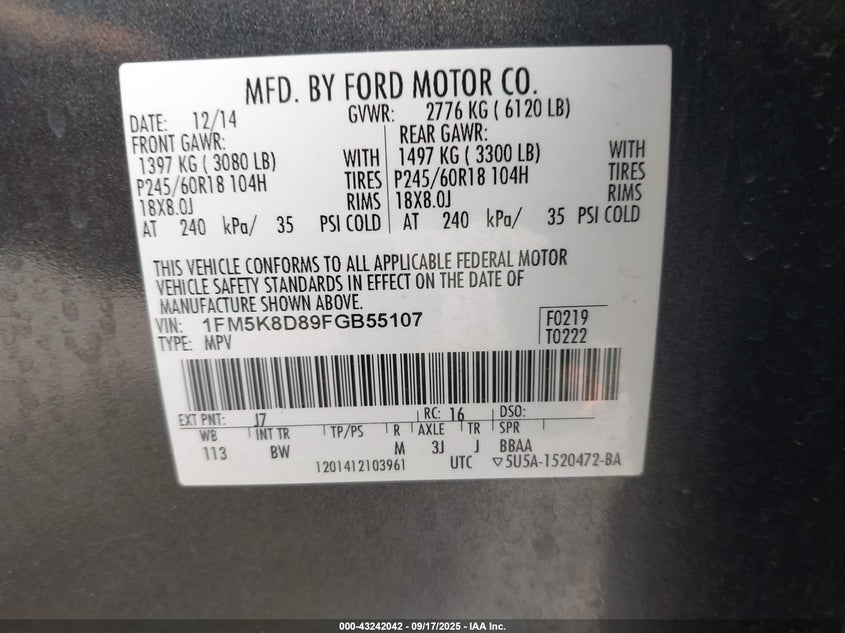 MFD. BY FORD MOTOR CO.
DATE: 12/14 GVWR: 2776 KG ( 6120 LB)
FRONT GAWR: REAR GAWR:
1397 KG ( 3080 LB) WITH 1497 KG ( 3300 LB) WITH
P245/60R18 104H TIRES P245/60R18 104H TIRES
18X8.0J RIMS 18X8.0J RIMS
AT 240 kPa/ 35 PSI COLD AT 240 kPa/ 35 PSI COLD
THIS VEHICLE CONFORMS TO ALL APPLICABLE FEDERAL MOTOR
VEHICLE SAFETY STANDARDS IN EFFECT ON THE DATE OF
MANUFACTURE SHOWN ABOVE.
VIN: 1FM5K8D89FGB55107 F0219
TYPE: MPV T0222
EXT PNT: J7 RC: 16 DSO:
WB INT TR TP/PS R AXLE TR SPR
113 BW M 3J J BBAA
1201412103961 UTC ▽5U5A-1520472-BA
000-43242042 - 09/17/2025 - IAA Inc.